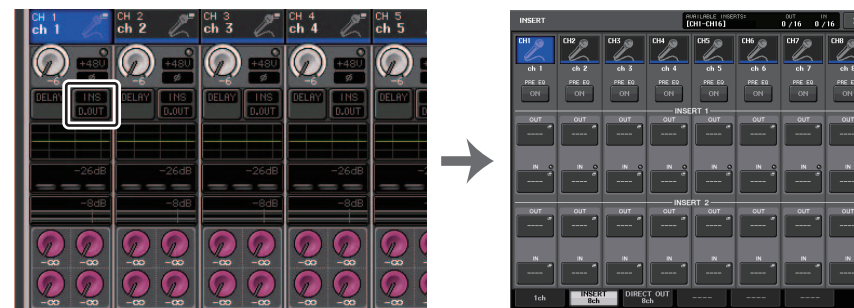 CH 1 CH 2 CH 3 CH 4 CH 5
ch 1 ch 2 ch 3 ch 4 ch 5
+48V +48V +48V +48V
-6 -6 -6 -6 -6
Ø Ø Ø Ø
DELAY INS DELAY INS DELAY INS DELAY INS DELAY
D.OUT D.OUT D.OUT D.OUT
-26dB -26dB -26dB -26dB
-8dB -8dB -8dB -8dB
-∞ -∞ -∞ -∞ -∞ -∞ -∞ -∞ -∞
-∞ -∞ -∞ -∞ -∞ -∞ -∞ -∞ -∞
INSERT
AVAILABLE INSERTS: OUT IN
[CH1-CH16] 0 /16 0 /16
CH1 CH2 CH3 CH4 CH5 CH6 CH7 CH8
ch 1 ch 2 ch 3 ch 4 ch 5 ch 6 ch 7 ch 8
PRE EQ PRE EQ PRE EQ PRE EQ PRE EQ PRE EQ PRE EQ PRE EQ
ON ON ON ON ON ON ON ON
INSERT 1
OUT OUT OUT OUT OUT OUT OUT OUT
---- ---- ---- ---- ---- ---- ---- ----
IN IN IN IN IN IN IN IN
---- ---- ---- ---- ---- ---- ---- ----
INSERT 2
OUT OUT OUT OUT OUT OUT OUT OUT
---- ---- ---- ---- ---- ---- ---- ----
IN IN IN IN IN IN IN IN
---- ---- ---- ---- ---- ---- ---- ----
1ch INSERT 8ch DIRECT OUT 8ch ---- ---- ----